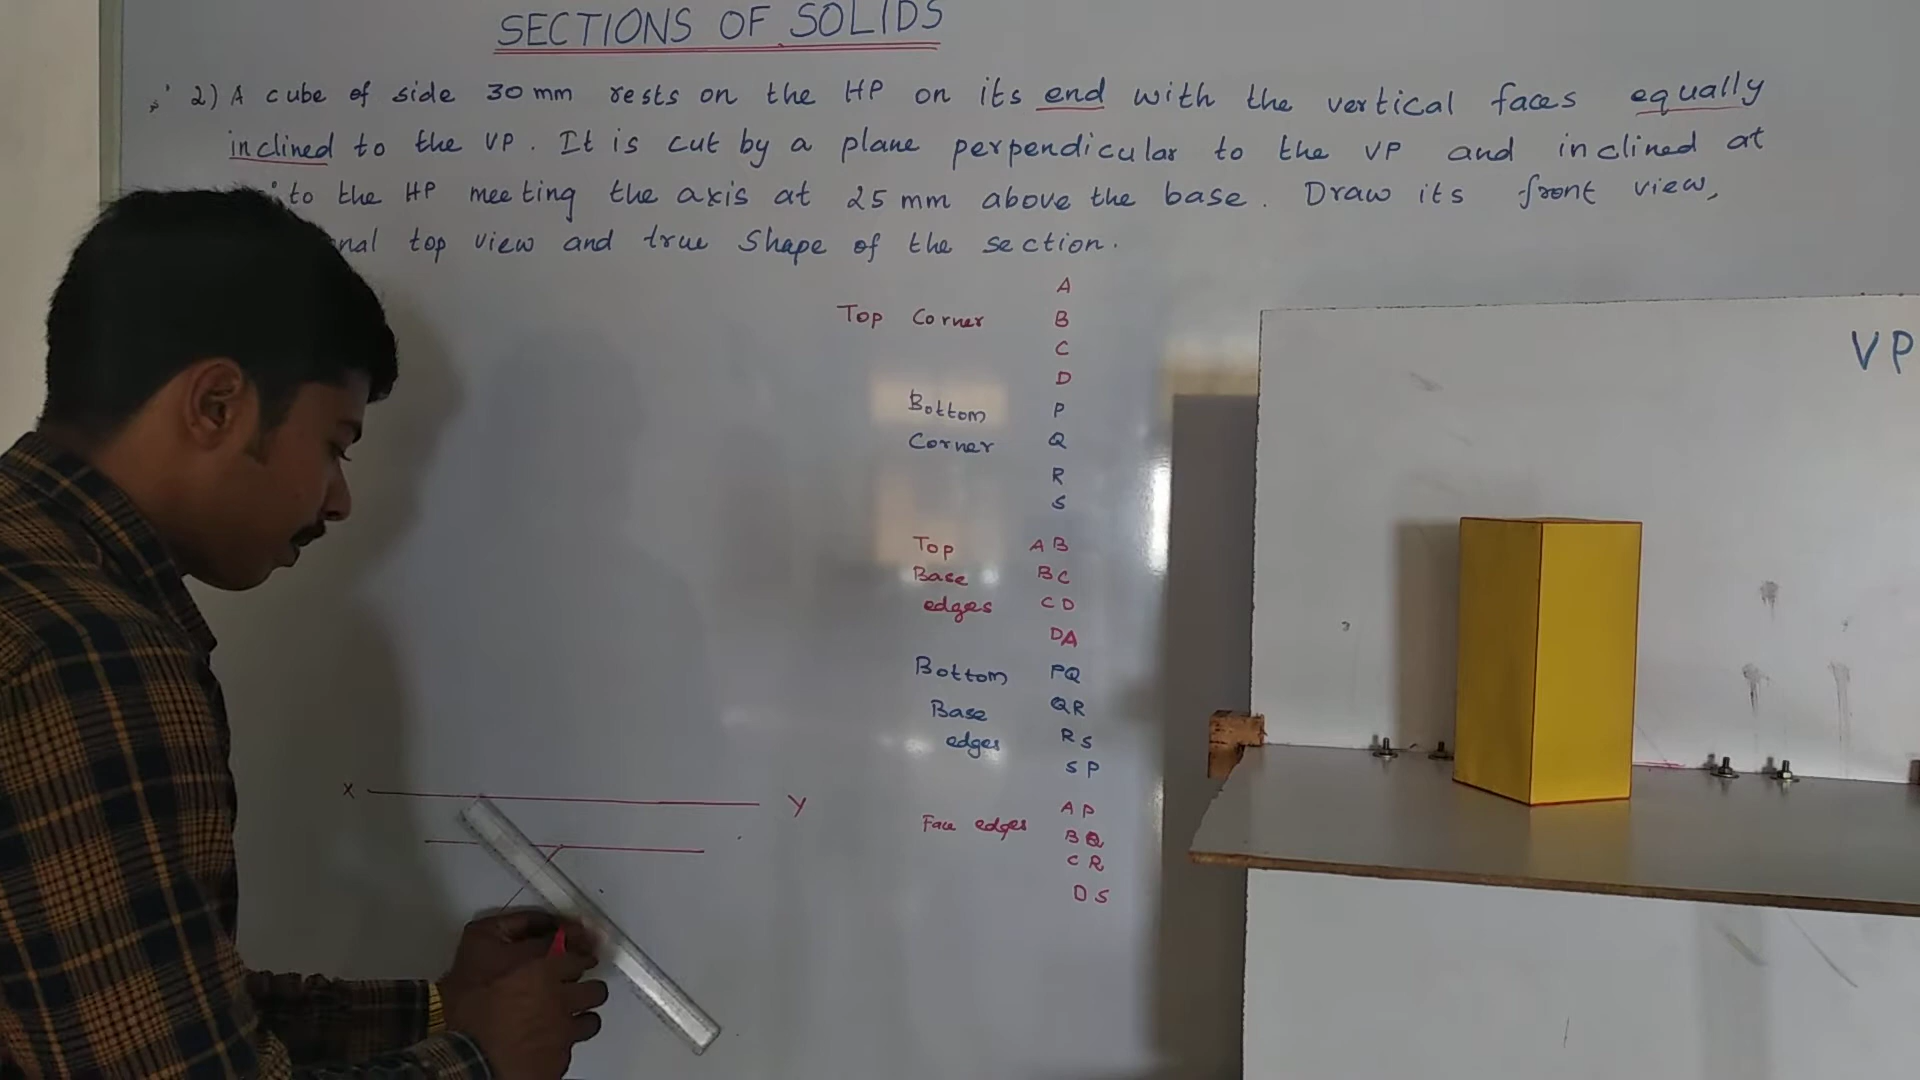 SECTIONS OF SOLIDS
2) A cube of side 30 mm rests on the HP on its end with the vertical faces equally
inclined to the VP. It is cut by a plane perpendicular to the VP and inclined at
to the HP meeting the axis at 25 mm above the base. Draw its front view,
nal top view and true Shape of the section.
A
Top Corner B
C
D
Bottom P
Corner Q
R
S
Top AB
Base BC
edges CD
DA
Bottom PQ
Base QR
edges RS
SP
Face edges AP
BQ
CR
DS
X Y
VP